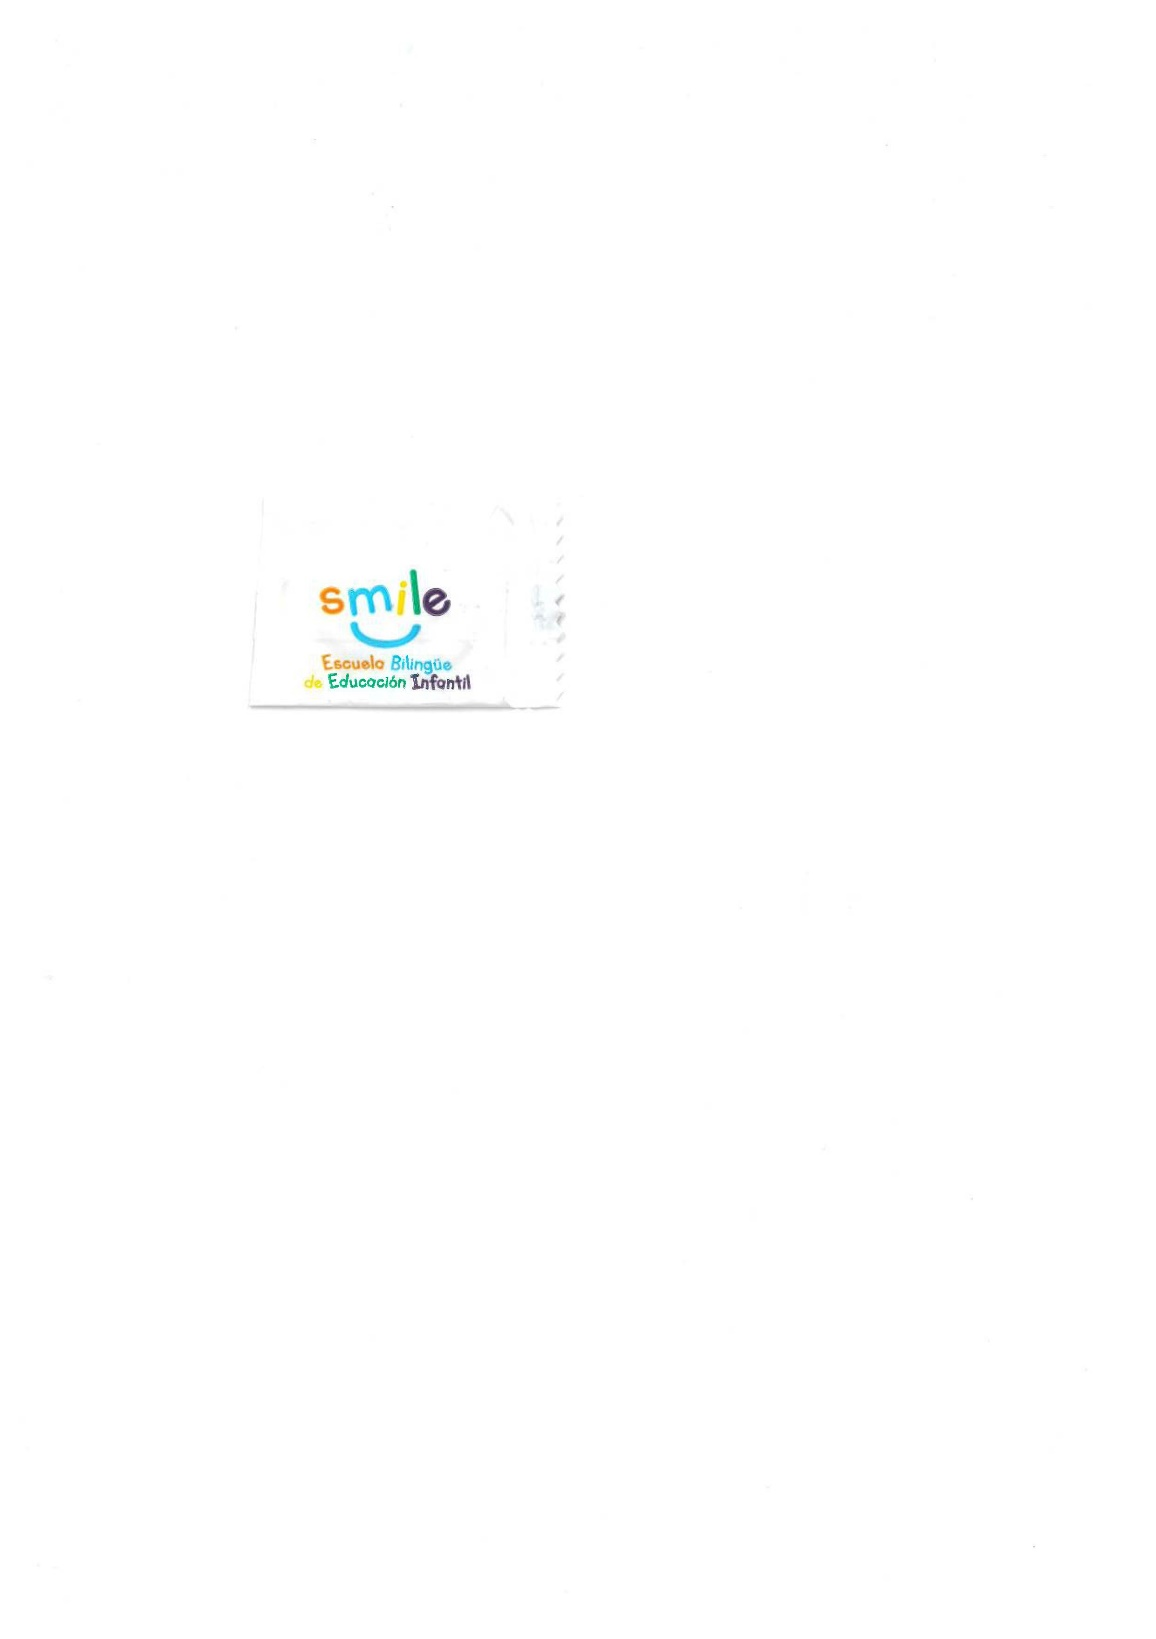 smile
Escuela Bilingüe
de Educación Infantil